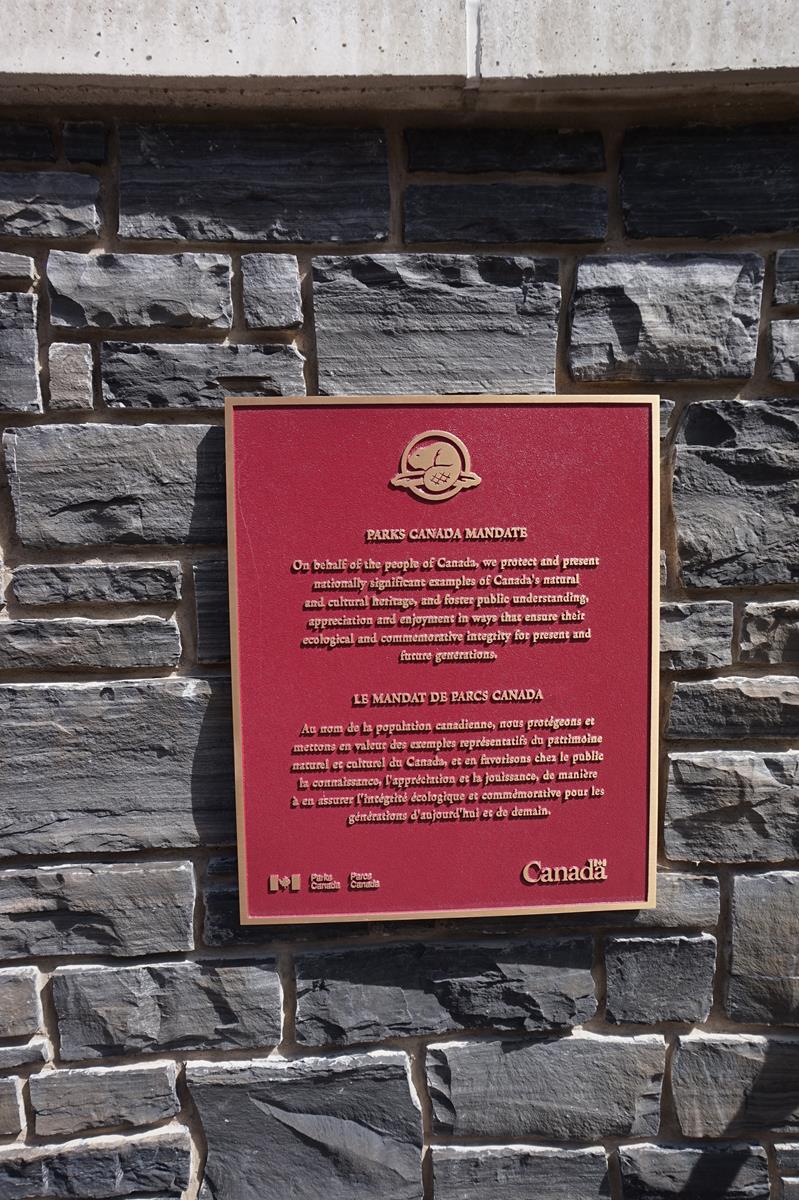 PARKS CANADA MANDATE
On behalf of the people of Canada, we protect and present
nationally significant examples of Canada's natural
and cultural heritage, and foster public understanding,
appreciation and enjoyment in ways that ensure their
ecological and commemorative integrity for present and
future generations.
LE MANDAT DE PARCS CANADA
Au nom de la population canadienne, nous protégeons et
mettons en valeur des exemples représentatifs du patrimoine
naturel et culturel du Canada, et en favorisons chez le public
la connaissance, l'appréciation et la jouissance, de manière
à en assurer l'intégrité écologique et commémorative pour les
générations d'aujourd'hui et de demain.
Parks Parcs
Canada Canada
Canada